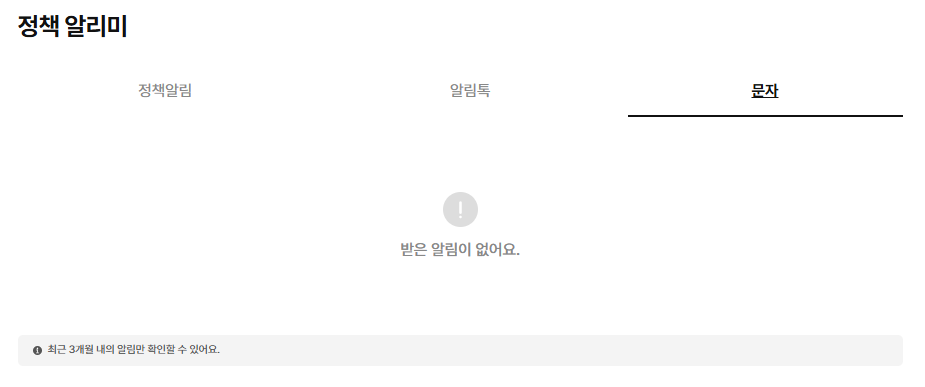 정책 알리미
정책알림 알림톡 문자
받은 알림이 없어요.
최근 3개월 내의 알림만 확인할 수 있어요.